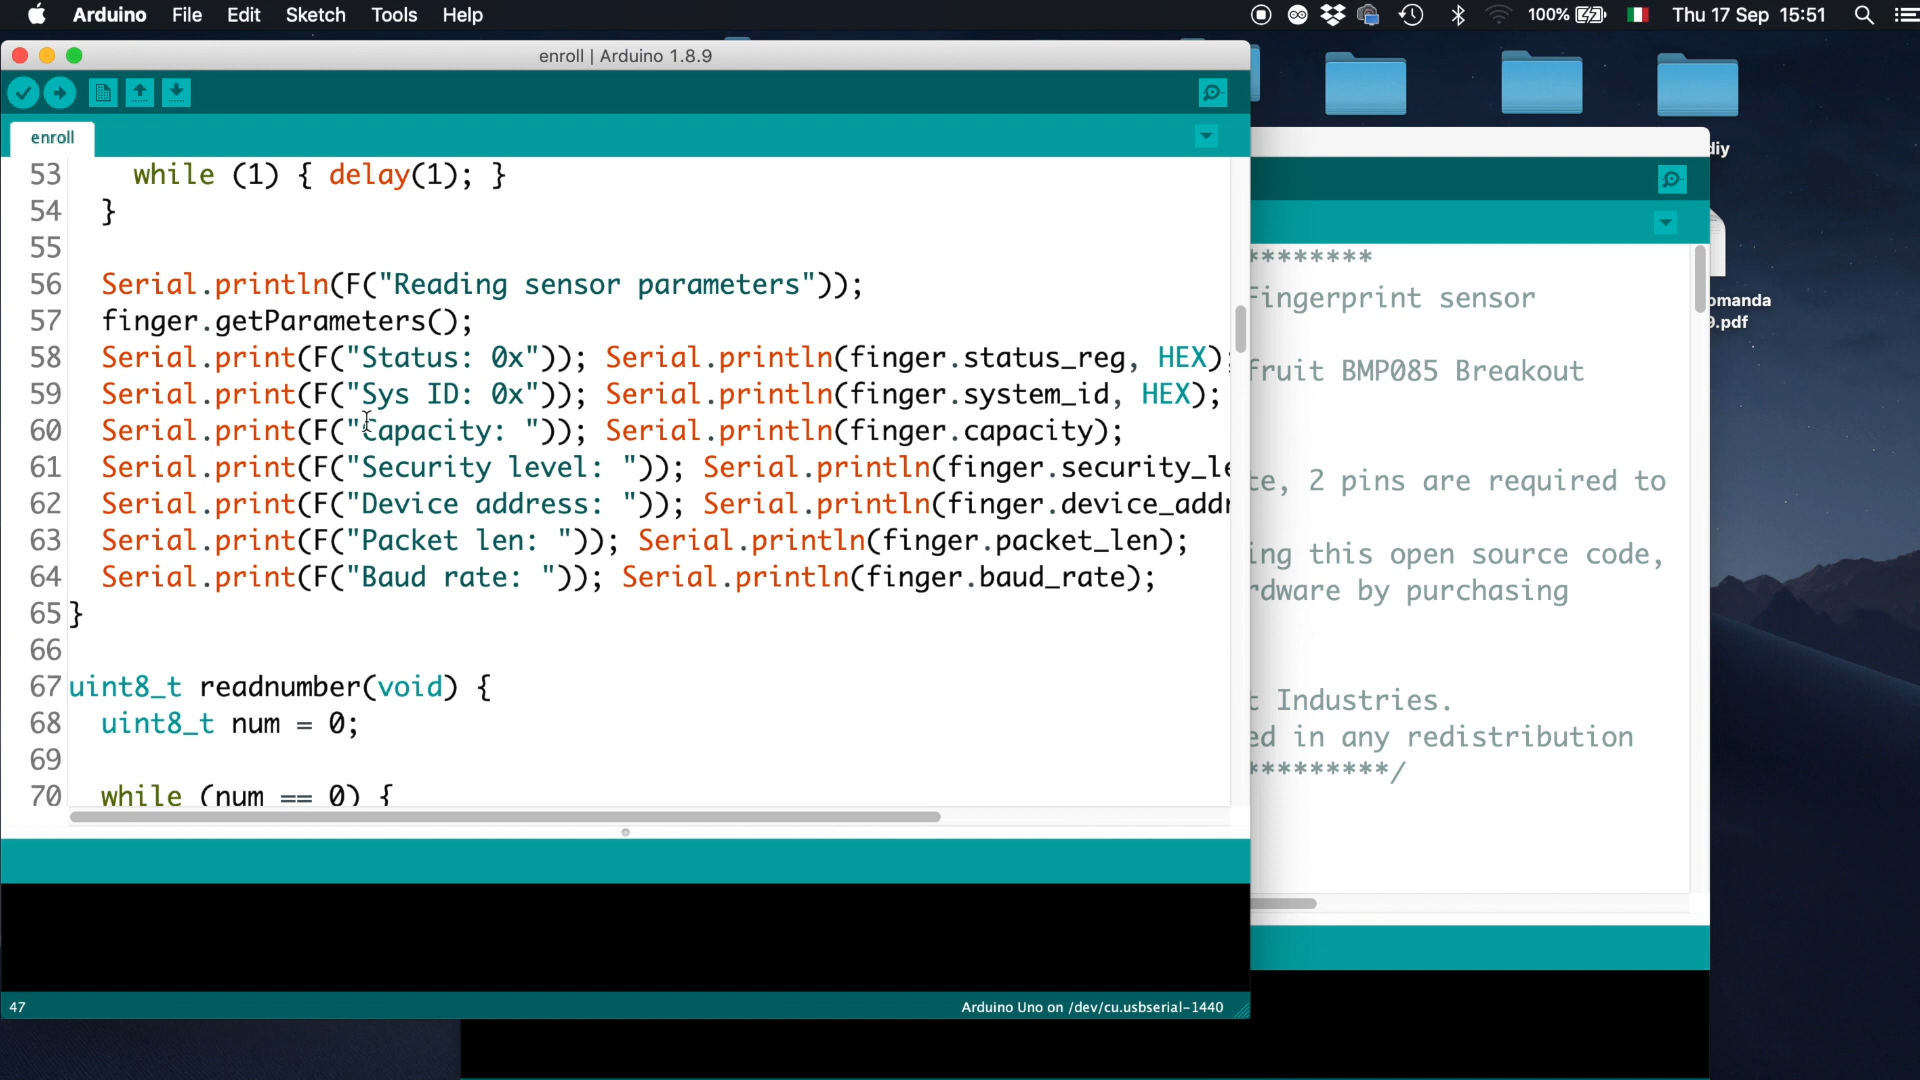 Arduino File Edit Sketch Tools Help
100% Thu 17 Sep 15:51
enroll | Arduino 1.8.9
enroll
53 while (1) { delay(1); }
54 }
55
56 Serial.println(F("Reading sensor parameters"));
57 finger.getParameters();
58 Serial.print(F("Status: 0x")); Serial.println(finger.status_reg, HEX);
59 Serial.print(F("Sys ID: 0x")); Serial.println(finger.system_id, HEX);
60 Serial.print(F("Capacity: ")); Serial.println(finger.capacity);
61 Serial.print(F("Security level: ")); Serial.println(finger.security_le
62 Serial.print(F("Device address: ")); Serial.println(finger.device_addr
63 Serial.print(F("Packet len: ")); Serial.println(finger.packet_len);
64 Serial.print(F("Baud rate: ")); Serial.println(finger.baud_rate);
65 }
66
67 uint8_t readnumber(void) {
68 uint8_t num = 0;
69
70 while (num == 0) {
47
Arduino Uno on /dev/cu.usbserial-1440
********
Fingerprint sensor
fruit BMP085 Breakout
te, 2 pins are required to
ing this open source code,
rdware by purchasing
t Industries.
ed in any redistribution
*********/
diy
omanda
9.pdf